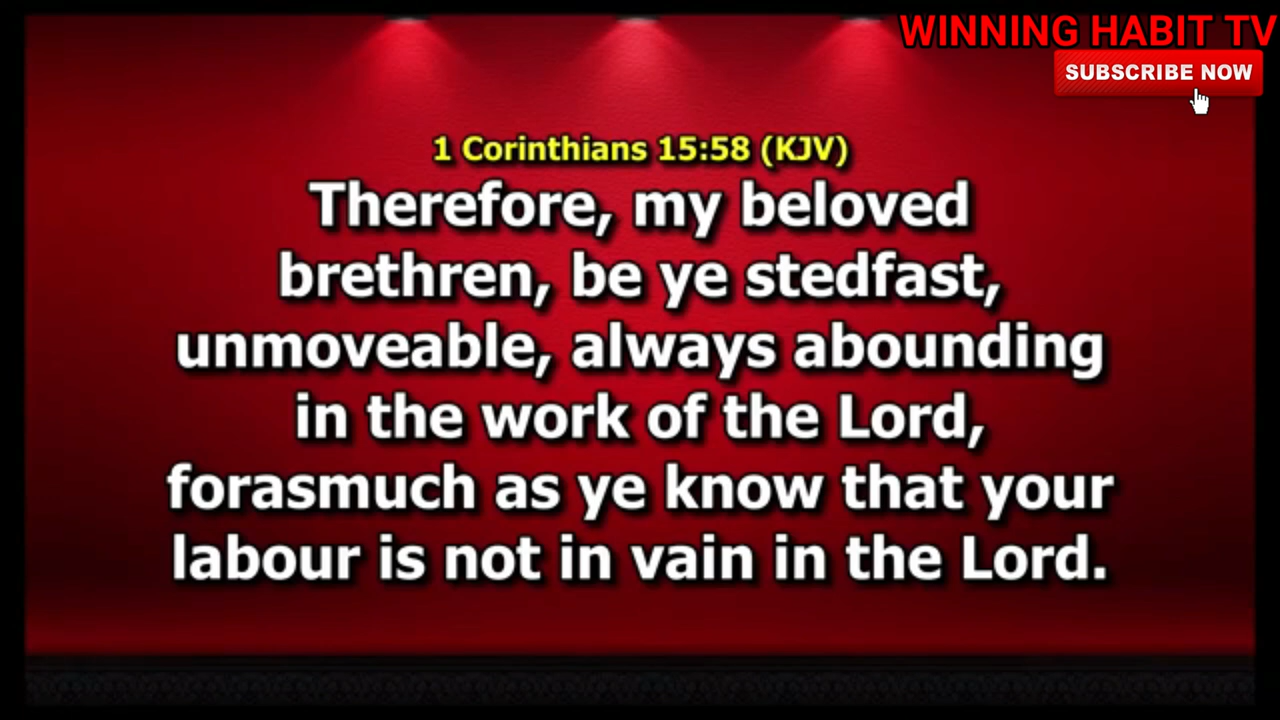 WINNING HABIT TV
SUBSCRIBE NOW
1 Corinthians 15:58 (KJV)
Therefore, my beloved
brethren, be ye stedfast,
unmoveable, always abounding
in the work of the Lord,
forasmuch as ye know that your
labour is not in vain in the Lord.